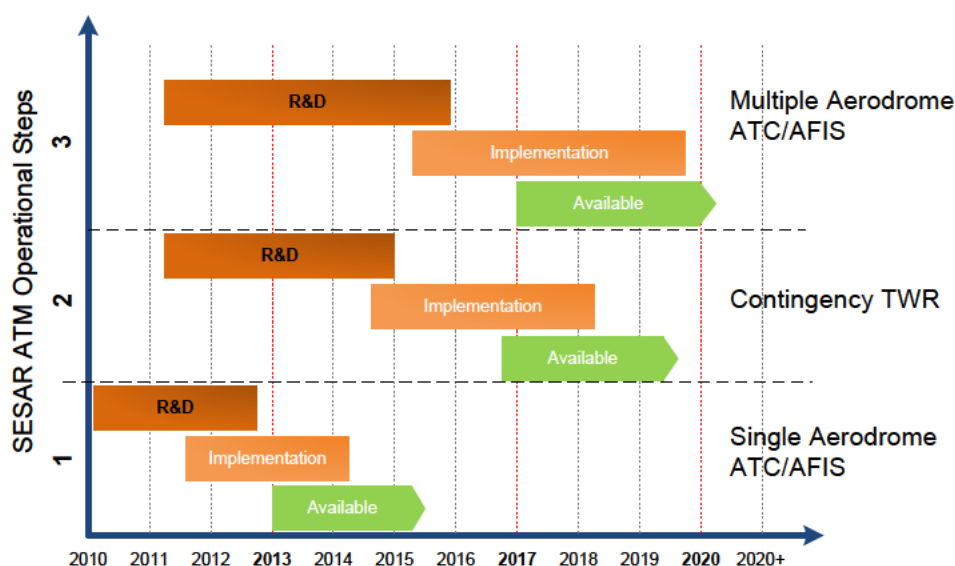 SESAR ATM Operational Steps
3
R&D
Implementation
Available
Multiple Aerodrome
ATC/AFIS
2
R&D
Implementation
Available
Contingency TWR
1
R&D
Implementation
Available
Single Aerodrome
ATC/AFIS
2010 2011 2012 2013 2014 2015 2016 2017 2018 2019 2020 2020+